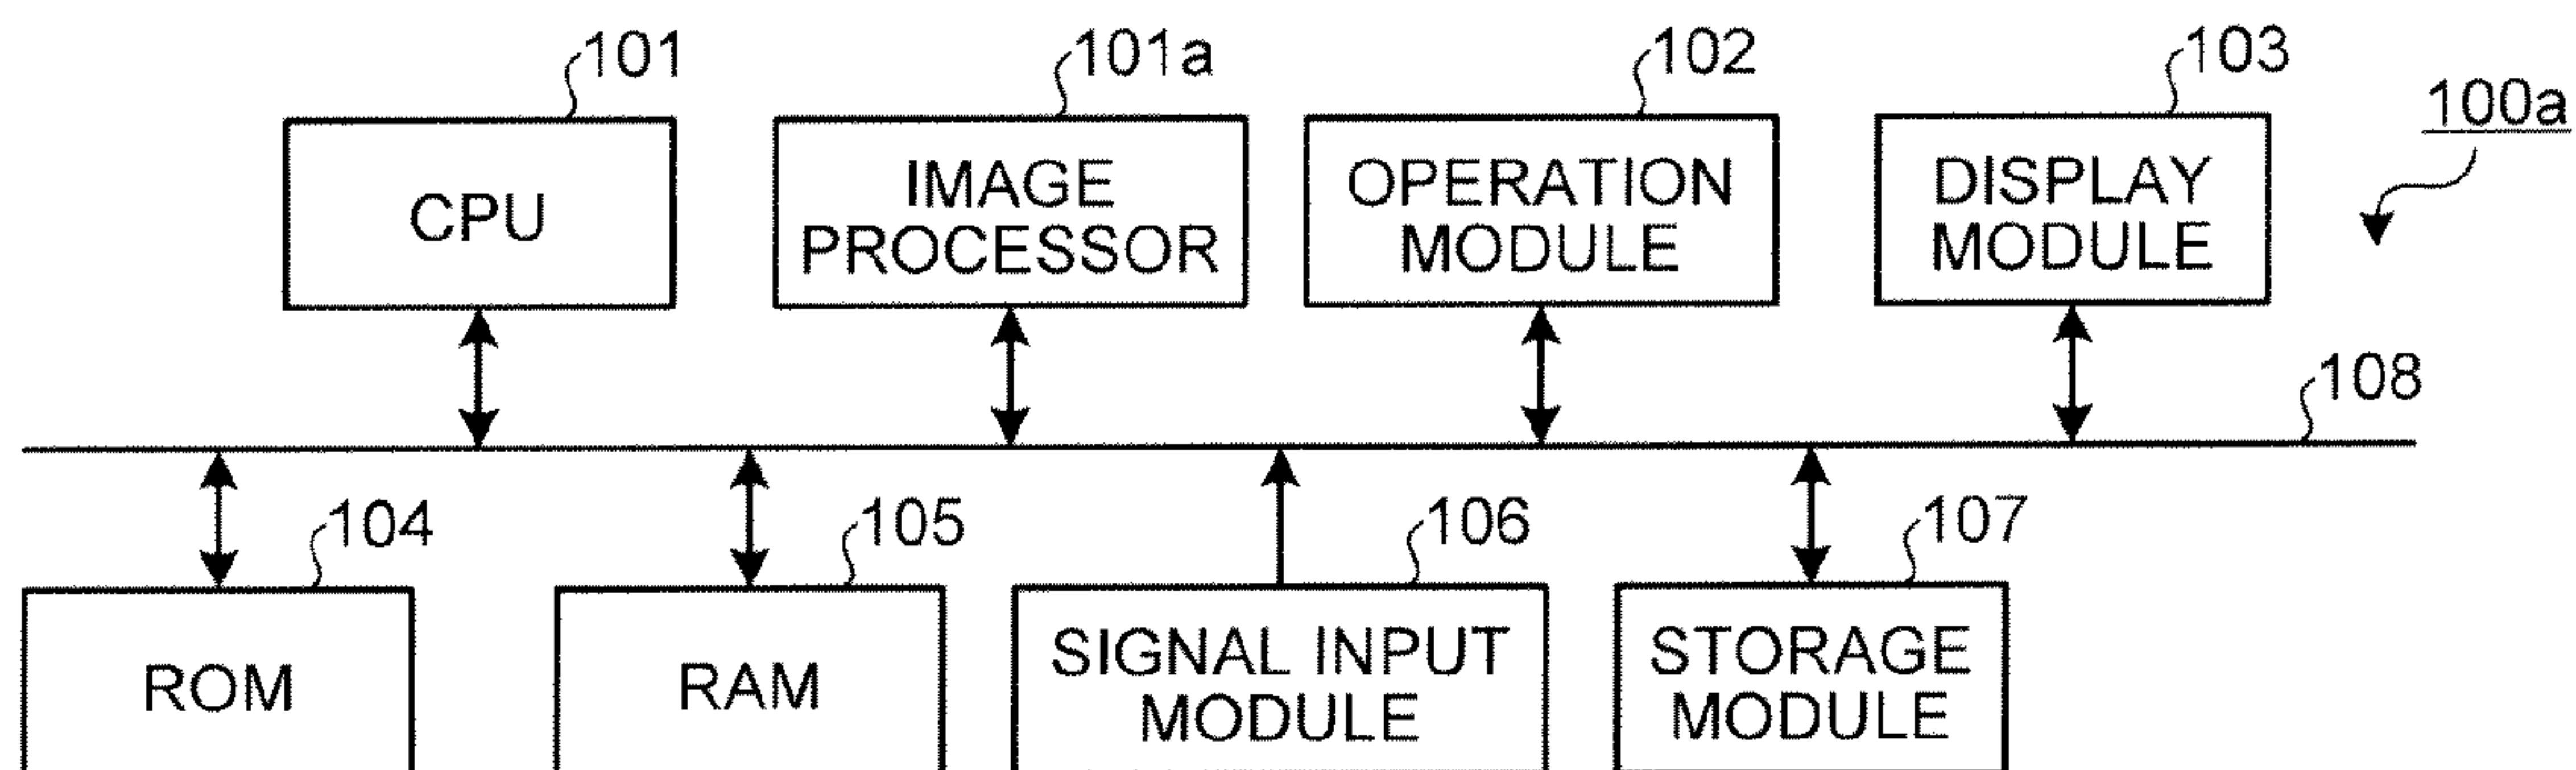 101
101a
102
103
100a
CPU
IMAGE
PROCESSOR
OPERATION
MODULE
DISPLAY
MODULE
108
104
105
106
107
ROM
RAM
SIGNAL INPUT
MODULE
STORAGE
MODULE